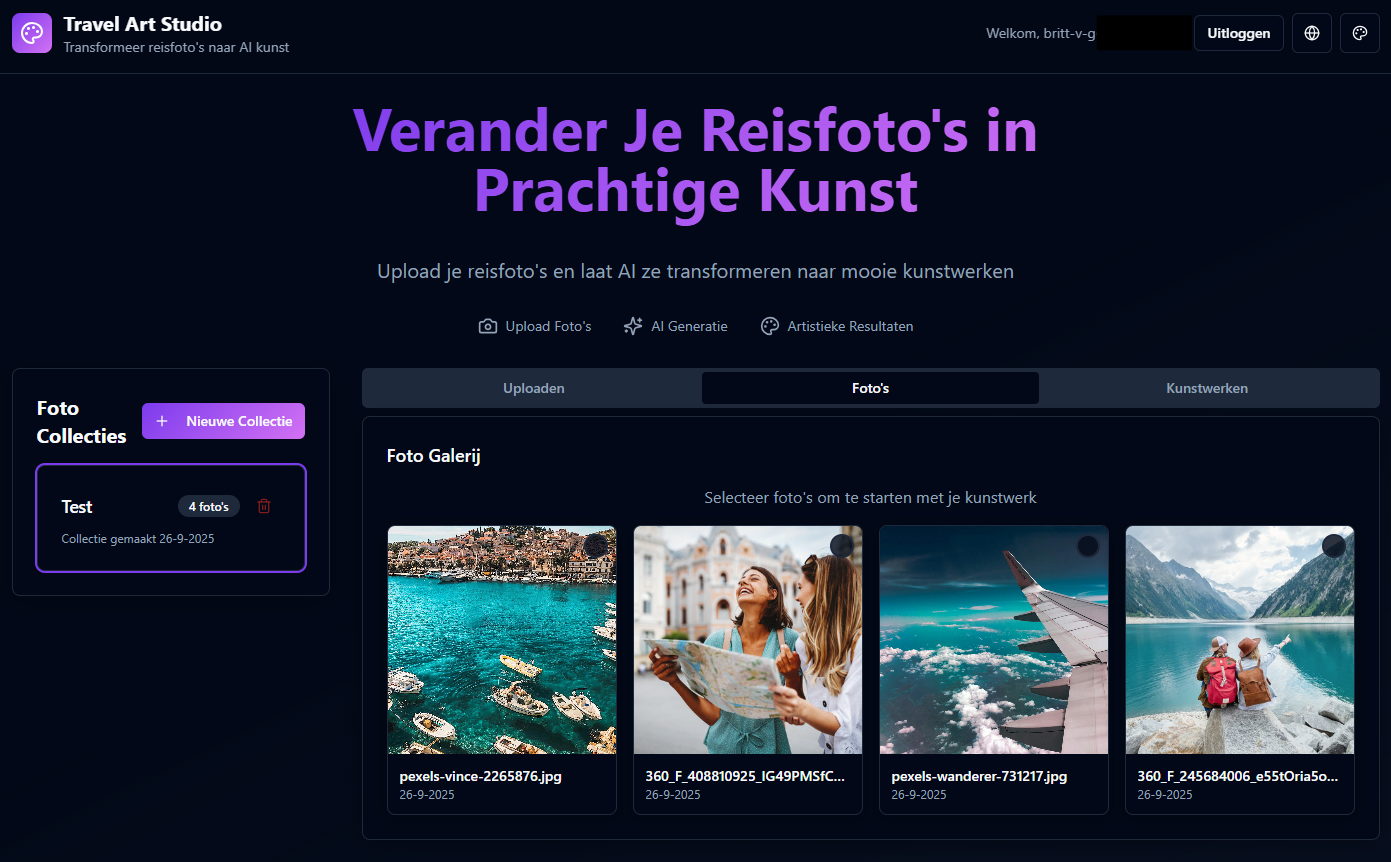 Travel Art Studio
Transformeer reisfoto's naar AI kunst
Welkom, britt-v-g
Uitloggen
Verander Je Reisfoto's in
Prachtige Kunst
Upload je reisfoto's en laat AI ze transformeren naar mooie kunstwerken
Upload Foto's
AI Generatie
Artistieke Resultaten
Foto
Collecties
+ Nieuwe Collectie
Test
4 foto's
Collectie gemaakt 26-9-2025
Uploaden
Foto's
Kunstwerken
Foto Galerij
Selecteer foto's om te starten met je kunstwerk
pexels-vince-2265876.jpg
26-9-2025
360_F_408810925_IG49PMSfC...
26-9-2025
pexels-wanderer-731217.jpg
26-9-2025
360_F_245684006_e55tOria5o...
26-9-2025